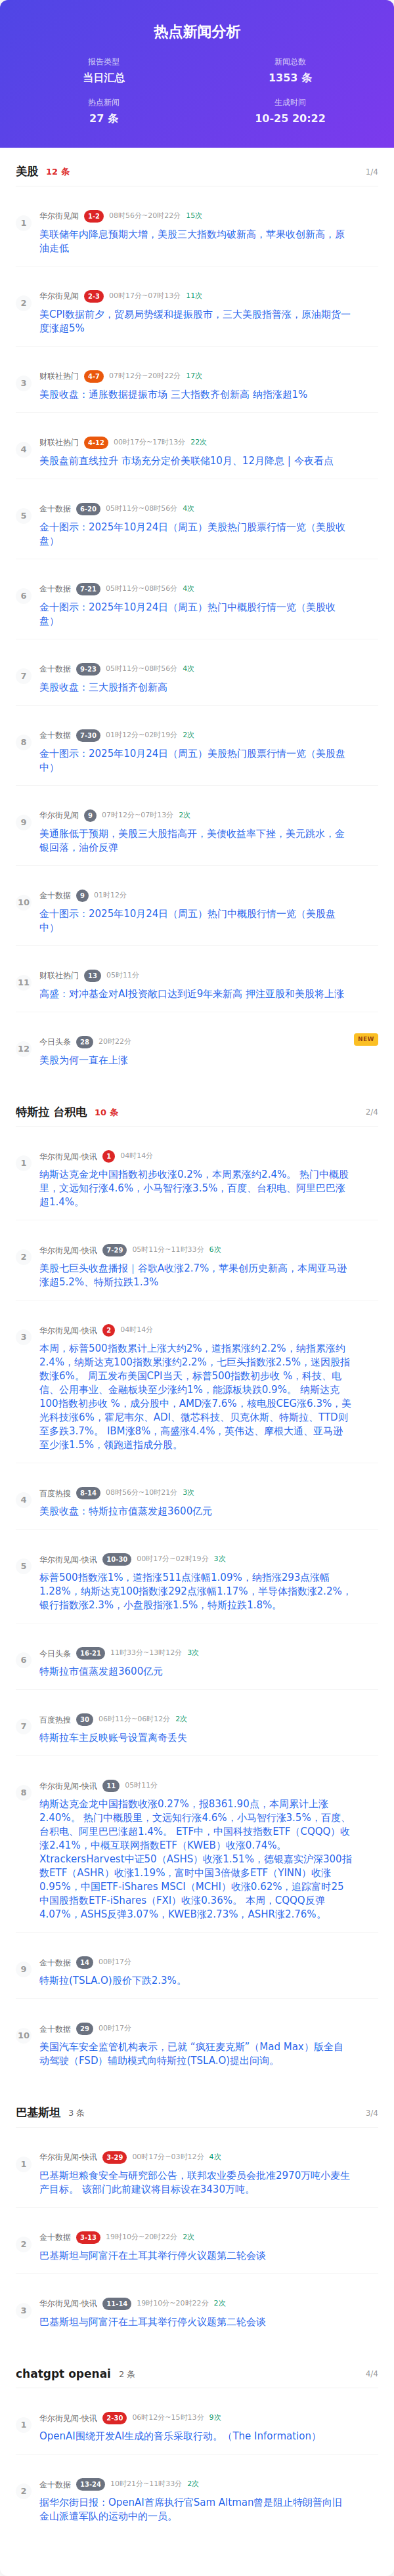 热点新闻分析
报告类型
当日汇总
新闻总数
1353 条
热点新闻
27 条
生成时间
10-25 20:22
美股 12 条 1/4
1
华尔街见闻 1-2 08时56分~20时22分 15次
美联储年内降息预期大增，美股三大指数均破新高，苹果收创新高，原
油走低
2
华尔街见闻 2-3 00时17分~07时13分 11次
美CPI数据前夕，贸易局势缓和提振股市，三大美股指普涨，原油期货一
度涨超5%
3
财联社热门 4-7 07时12分~20时22分 17次
美股收盘：通胀数据提振市场 三大指数齐创新高 纳指涨超1%
4
财联社热门 4-12 00时17分~17时13分 22次
美股盘前直线拉升 市场充分定价美联储10月、12月降息 | 今夜看点
5
金十数据 6-20 05时11分~08时56分 4次
金十图示：2025年10月24日（周五）美股热门股票行情一览（美股收
盘）
6
金十数据 7-21 05时11分~08时56分 4次
金十图示：2025年10月24日（周五）热门中概股行情一览（美股收
盘）
7
金十数据 9-23 05时11分~08时56分 4次
美股收盘：三大股指齐创新高
8
金十数据 7-30 01时12分~02时19分 2次
金十图示：2025年10月24日（周五）美股热门股票行情一览（美股盘
中）
9
华尔街见闻 9 07时12分~07时13分 2次
美通胀低于预期，美股三大股指高开，美债收益率下挫，美元跳水，金
银回落，油价反弹
10
金十数据 9 01时12分
金十图示：2025年10月24日（周五）热门中概股行情一览（美股盘
中）
11
财联社热门 13 05时11分
高盛：对冲基金对AI投资敞口达到近9年来新高 押注亚股和美股将上涨
12
今日头条 28 20时22分 NEW
美股为何一直在上涨
特斯拉 台积电 10 条 2/4
1
华尔街见闻-快讯 1 04时14分
纳斯达克金龙中国指数初步收涨0.2%，本周累涨约2.4%。 热门中概股
里，文远知行涨4.6%，小马智行涨3.5%，百度、台积电、阿里巴巴涨
超1.4%。
2
华尔街见闻-快讯 7-29 05时11分~11时33分 6次
美股七巨头收盘播报｜谷歌A收涨2.7%，苹果创历史新高，本周亚马逊
涨超5.2%、特斯拉跌1.3%
3
华尔街见闻-快讯 2 04时14分
本周，标普500指数累计上涨大约2%，道指累涨约2.2%，纳指累涨约
2.4%，纳斯达克100指数累涨约2.2%，七巨头指数涨2.5%，迷因股指
数涨6%。 周五发布美国CPI当天，标普500指数初步收 %，科技、电
信、公用事业、金融板块至少涨约1%，能源板块跌0.9%。 纳斯达克
100指数初步收 %，成分股中，AMD涨7.6%，核电股CEG涨6.3%，美
光科技涨6%，霍尼韦尔、ADI、微芯科技、贝克休斯、特斯拉、TTD则
至多跌3.7%。 IBM涨8%，高盛涨4.4%，英伟达、摩根大通、亚马逊
至少涨1.5%，领跑道指成分股。
4
百度热搜 8-14 08时56分~10时21分 3次
美股收盘：特斯拉市值蒸发超3600亿元
5
华尔街见闻-快讯 10-30 00时17分~02时19分 3次
标普500指数涨1%，道指涨511点涨幅1.09%，纳指涨293点涨幅
1.28%，纳斯达克100指数涨292点涨幅1.17%，半导体指数涨2.2%，
银行指数涨2.3%，小盘股指涨1.5%，特斯拉跌1.8%。
6
今日头条 16-21 11时33分~13时12分 3次
特斯拉市值蒸发超3600亿元
7
百度热搜 30 06时11分~06时12分 2次
特斯拉车主反映账号设置离奇丢失
8
华尔街见闻-快讯 11 05时11分
纳斯达克金龙中国指数收涨0.27%，报8361.90点，本周累计上涨
2.40%。 热门中概股里，文远知行涨4.6%，小马智行涨3.5%，百度、
台积电、阿里巴巴涨超1.4%。 ETF中，中国科技指数ETF（CQQQ）收
涨2.41%，中概互联网指数ETF（KWEB）收涨0.74%。
XtrackersHarvest中证50（ASHS）收涨1.51%，德银嘉实沪深300指
数ETF（ASHR）收涨1.19%，富时中国3倍做多ETF（YINN）收涨
0.95%，中国ETF-iShares MSCI（MCHI）收涨0.62%，追踪富时25
中国股指数ETF-iShares（FXI）收涨0.36%。 本周，CQQQ反弹
4.07%，ASHS反弹3.07%，KWEB涨2.73%，ASHR涨2.76%。
9
金十数据 14 00时17分
特斯拉(TSLA.O)股价下跌2.3%。
10
金十数据 29 00时17分
美国汽车安全监管机构表示，已就 “疯狂麦克斯”（Mad Max）版全自
动驾驶（FSD）辅助模式向特斯拉(TSLA.O)提出问询。
巴基斯坦 3 条 3/4
1
华尔街见闻-快讯 3-29 00时17分~03时12分 4次
巴基斯坦粮食安全与研究部公告，联邦农业委员会批准2970万吨小麦生
产目标。 该部门此前建议将目标设在3430万吨。
2
金十数据 3-13 19时10分~20时22分 2次
巴基斯坦与阿富汗在土耳其举行停火议题第二轮会谈
3
华尔街见闻-快讯 11-14 19时10分~20时22分 2次
巴基斯坦与阿富汗在土耳其举行停火议题第二轮会谈
chatgpt openai 2 条 4/4
1
华尔街见闻-快讯 2-30 06时12分~15时13分 9次
OpenAI围绕开发AI生成的音乐采取行动。（The Information）
2
金十数据 13-24 10时21分~11时33分 2次
据华尔街日报：OpenAI首席执行官Sam Altman曾是阻止特朗普向旧
金山派遣军队的运动中的一员。